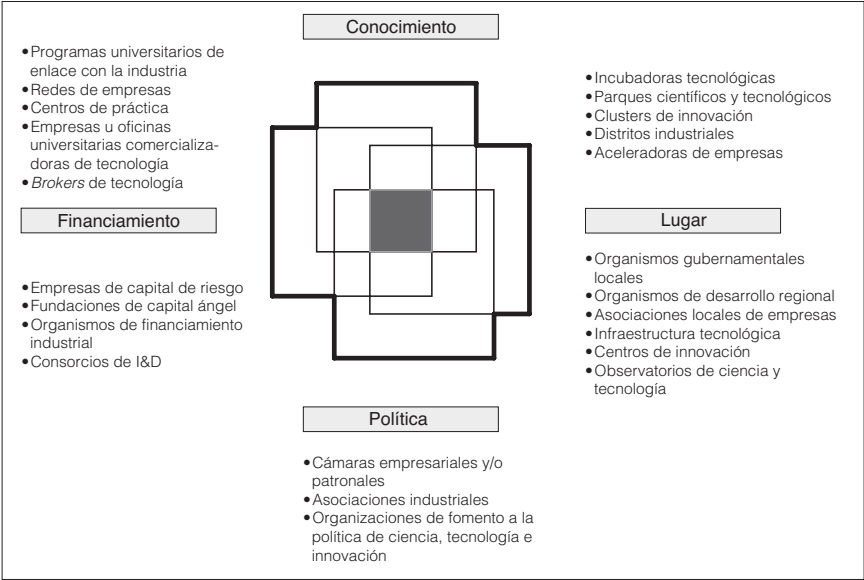 Conocimiento
•Programas universitarios de
enlace con la industria
•Redes de empresas
•Centros de práctica
•Empresas u oficinas
universitarias comercializa-
doras de tecnología
•Brokers de tecnología
•Incubadoras tecnológicas
•Parques científicos y tecnológicos
•Clusters de innovación
•Distritos industriales
•Aceleradoras de empresas
Financiamiento
•Empresas de capital de riesgo
•Fundaciones de capital ángel
•Organismos de financiamiento
industrial
•Consorcios de I&D
Lugar
•Organismos gubernamentales
locales
•Organismos de desarrollo regional
•Asociaciones locales de empresas
•Infraestructura tecnológica
•Centros de innovación
•Observatorios de ciencia y
tecnología
Política
•Cámaras empresariales y/o
patronales
•Asociaciones industriales
•Organizaciones de fomento a la
política de ciencia, tecnología e
innovación